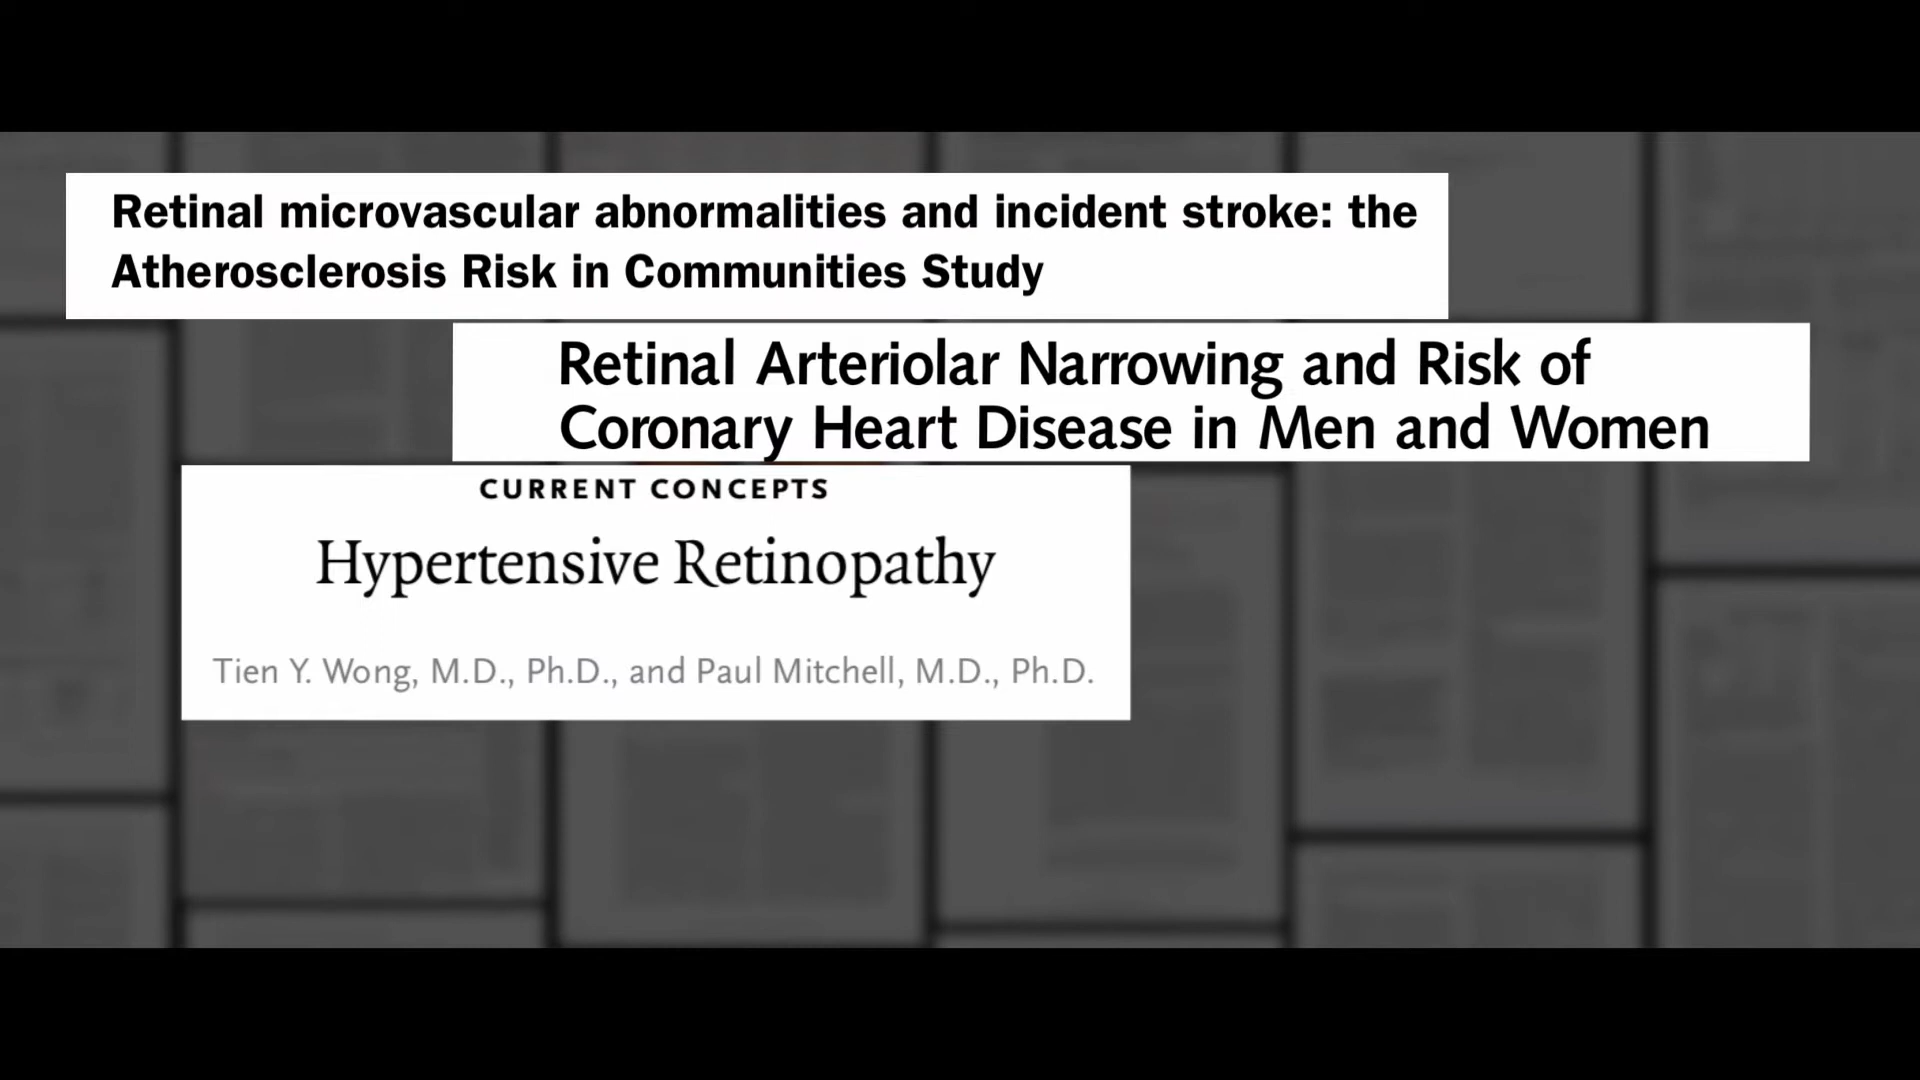 Retinal microvascular abnormalities and incident stroke: the
Atherosclerosis Risk in Communities Study
Retinal Arteriolar Narrowing and Risk of
Coronary Heart Disease in Men and Women
CURRENT CONCEPTS
Hypertensive Retinopathy
Tien Y. Wong, M.D., Ph.D., and Paul Mitchell, M.D., Ph.D.